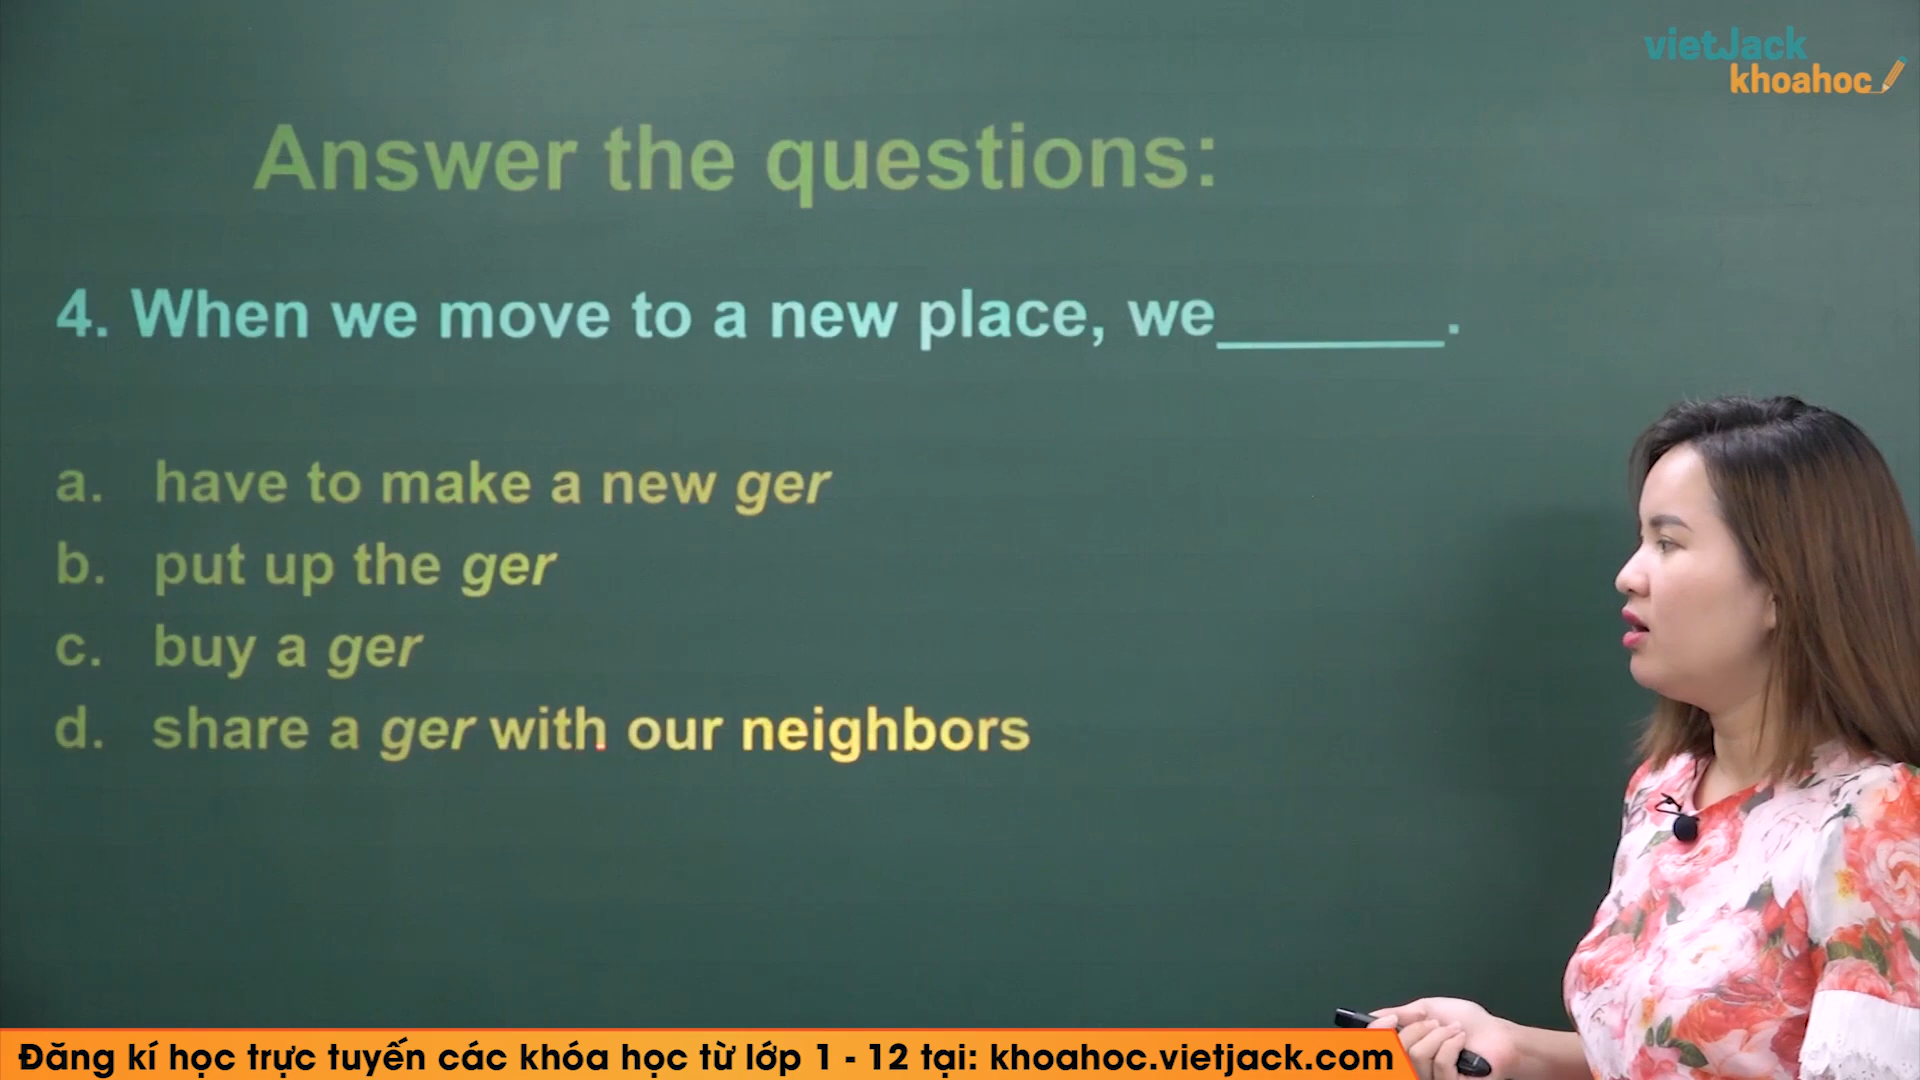 vietJack
khoahoc
Answer the questions:
4. When we move to a new place, we_______.
a. have to make a new ger
b. put up the ger
c. buy a ger
d. share a ger with our neighbors
Đăng kí học trực tuyến các khóa học từ lớp 1 - 12 tại: khoahoc.vietjack.com